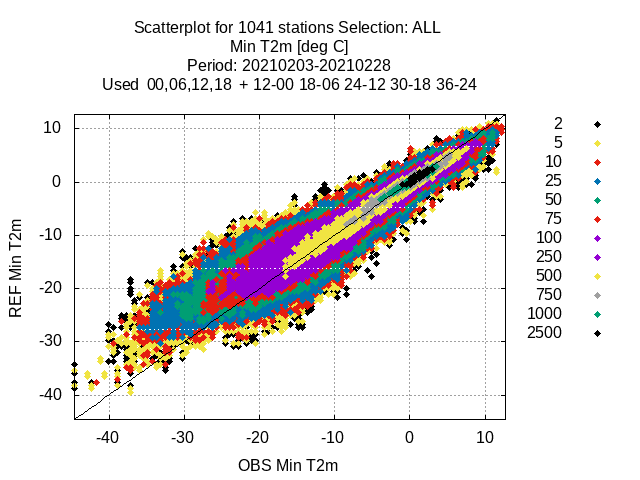 Scatterplot for 1041 stations Selection: ALL
Min T2m [deg C]
Period: 20210203-20210228
Used  00,06,12,18  + 12-00 18-06 24-12 30-18 36-24
REF Min T2m
10
0
-10
-20
-30
-40
-40 -30 -20 -10 0 10
OBS Min T2m
2
5
10
25
50
75
100
250
500
750
1000
2500